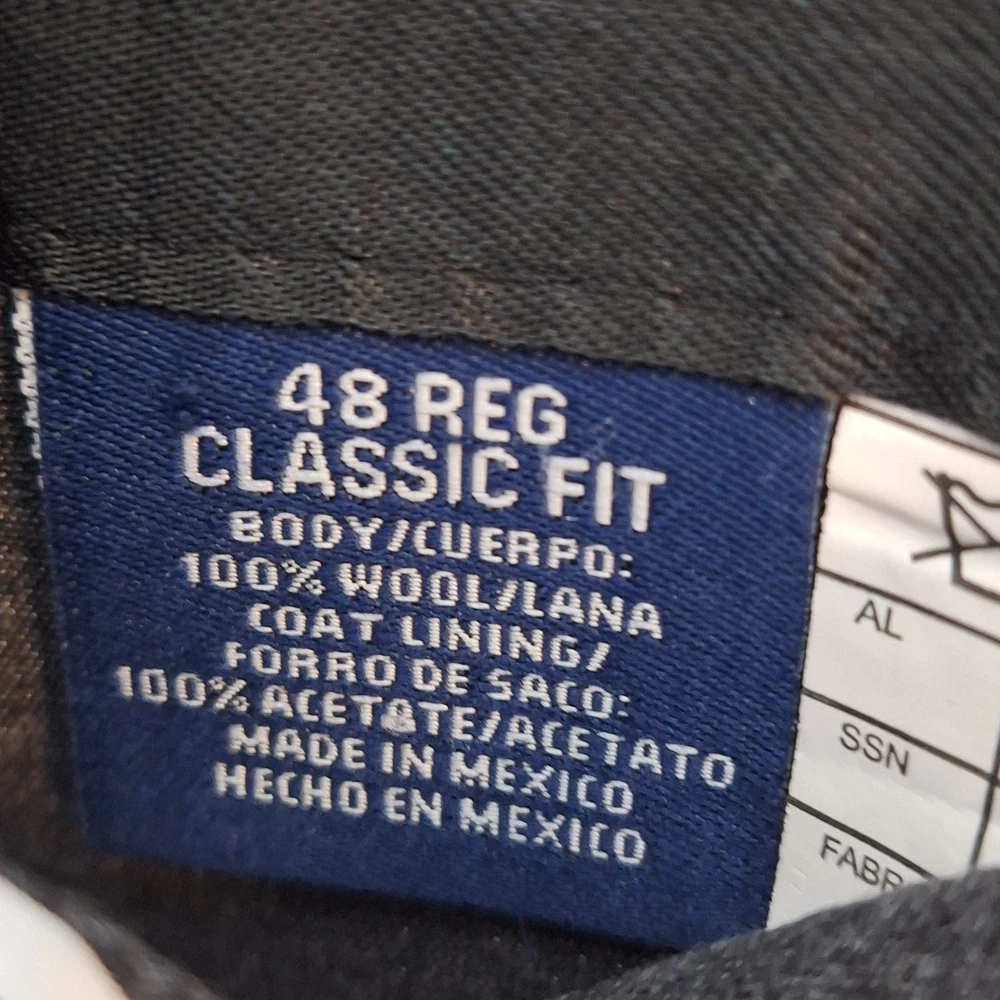 48 REG
CLASSIC FIT
BODY/CUERPO:
100% WOOL/LANA
COAT LINING/
FORRO DE SACO:
100% ACETATE/ACETATO
MADE IN MEXICO
HECHO EN MEXICO
AL
SSN